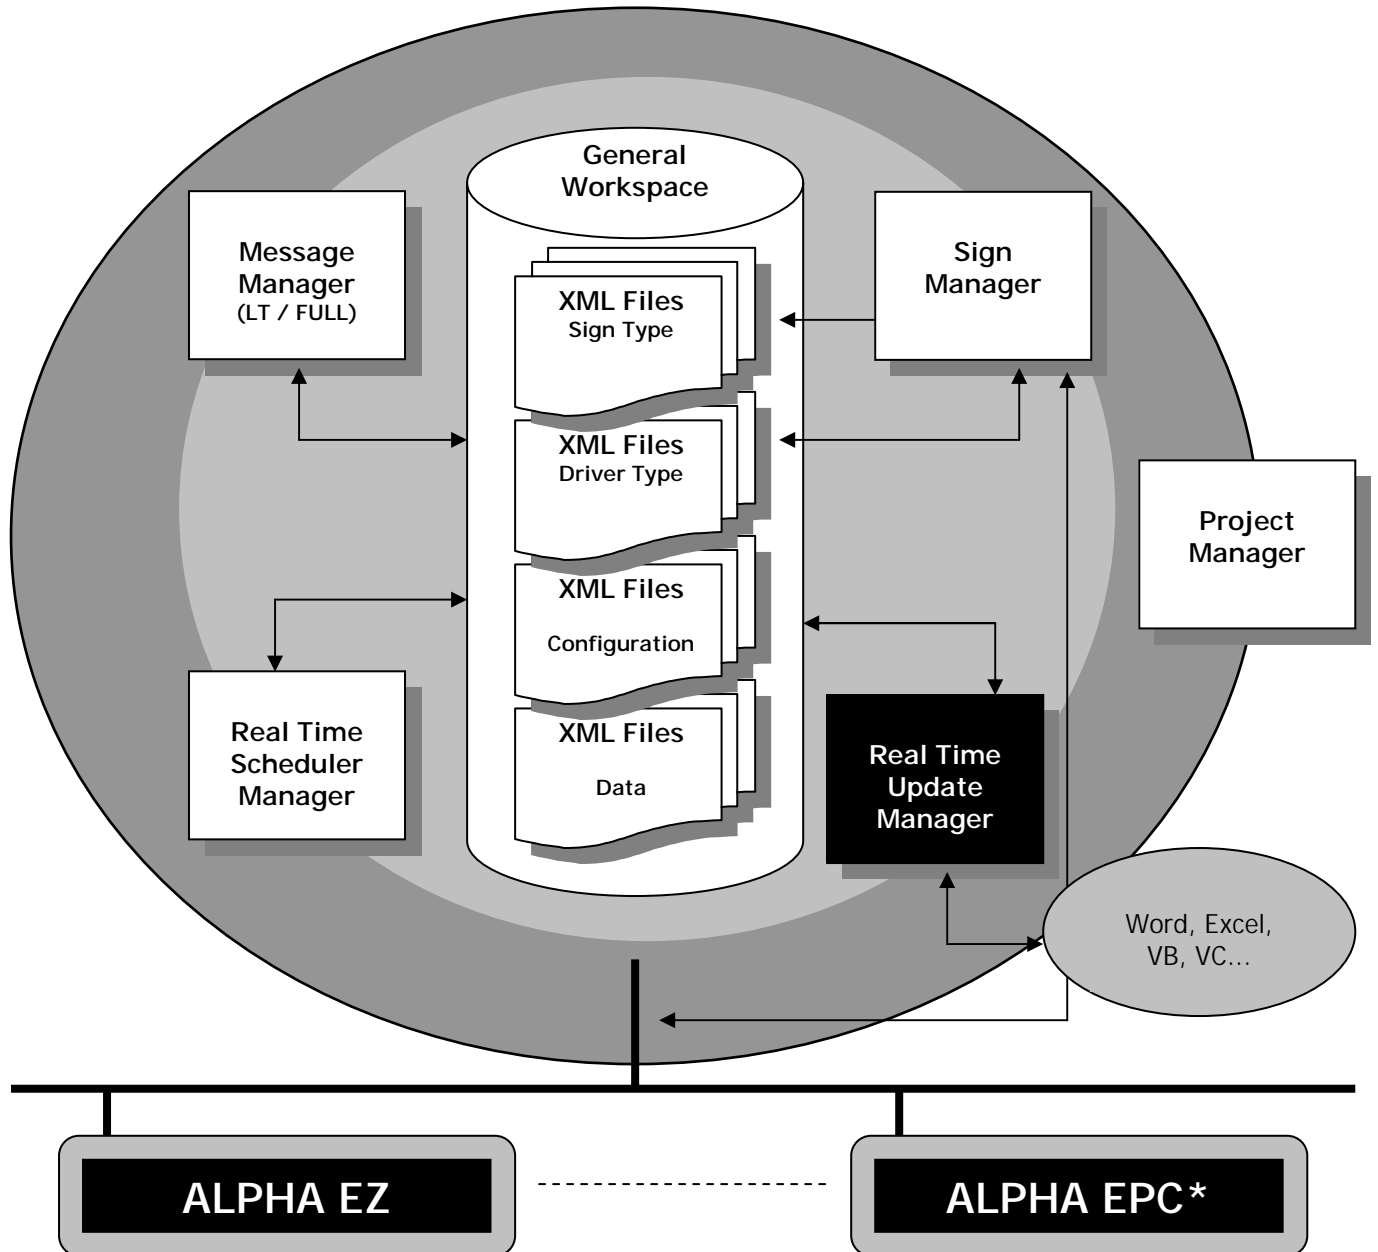 General
Workspace
Message
Manager
(LT / FULL)
Sign
Manager
XML Files
Sign Type
XML Files
Driver Type
Project
Manager
XML Files
Configuration
Real Time
Scheduler
Manager
XML Files
Data
Real Time
Update
Manager
Word, Excel,
VB, VC...
ALPHA EZ
ALPHA EPC*